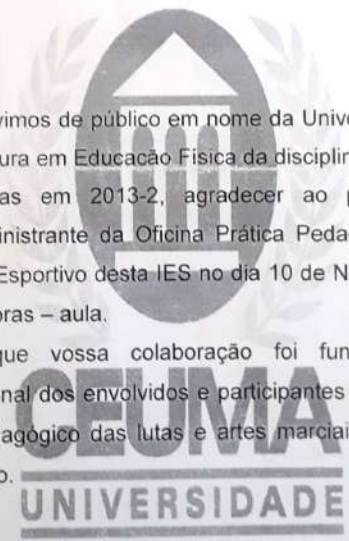 vimos de público em nome da Unive
ura em Educação Física da disciplin
as em 2013-2, agradecer ao p
inistrante da Oficina Prática Peda
Esportivo desta IES no dia 10 de N
oras – aula.
que vossa colaboração foi fun
nal dos envolvidos e participantes
dagógico das lutas e artes marciai
o.
CEUMA
UNIVERSIDADE